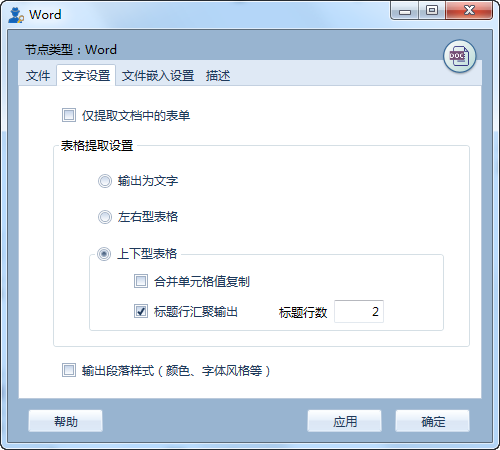 Word
节点类型：Word
DOC
文件 文字设置 文件嵌入设置 描述
仅提取文档中的表单
表格提取设置
输出为文字
左右型表格
上下型表格
合并单元格值复制
标题行汇聚输出 标题行数 2
输出段落样式（颜色、字体风格等）
帮助 应用 确定